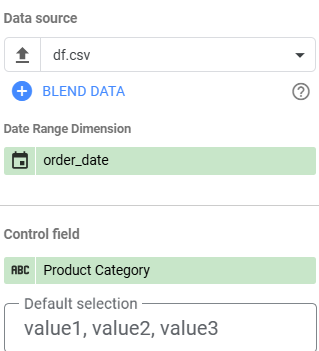 Data source
df.csv
BLEND DATA
?
Date Range Dimension
order_date
Control field
ABC Product Category
Default selection
value1, value2, value3